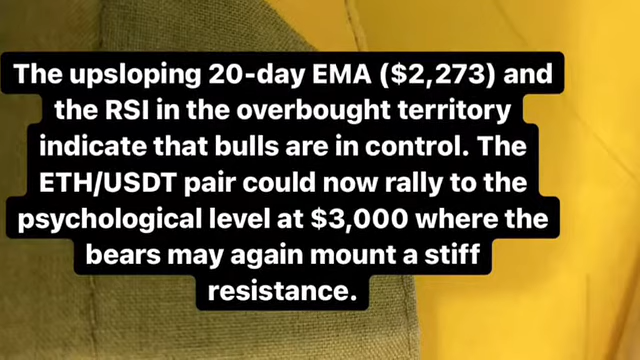 The upsloping 20-day EMA ($2,273) and
the RSI in the overbought territory
indicate that bulls are in control. The
ETH/USDT pair could now rally to the
psychological level at $3,000 where the
bears may again mount a stiff
resistance.